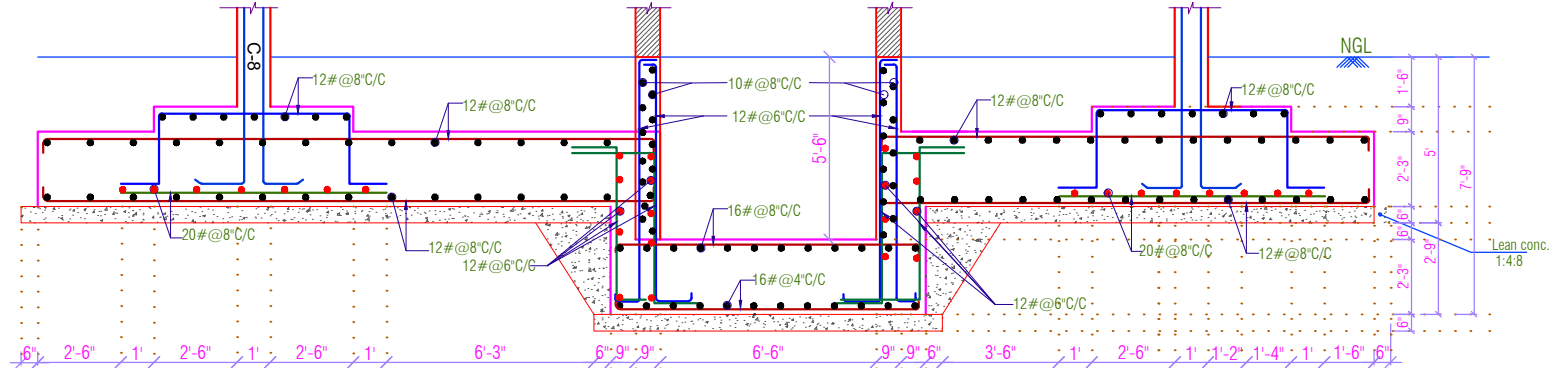 NGL
C-8
12#@8"C/C
12#@8"C/C
10#@8"C/C
12#@6"C/C
12#@8"C/C
12#@8"C/C
5'-6"
1'-6"
9"
2'-3"
6"
6"
2'-3"
6"
5'
2'-9"
7'-9"
20#@8"C/C
12#@8"C/C
12#@6"C/C
16#@8"C/C
16#@4"C/C
12#@6"C/C
20#@8"C/C
12#@8"C/C
Lean conc.
1:4:8
6" 2'-6" 1' 2'-6" 1' 2'-6" 1' 6'-3" 6" 9" 9" 6'-6" 9" 9" 6" 3'-6" 1' 2'-6" 1' 1'-2" 1'-4" 1' 1'-6" 6"